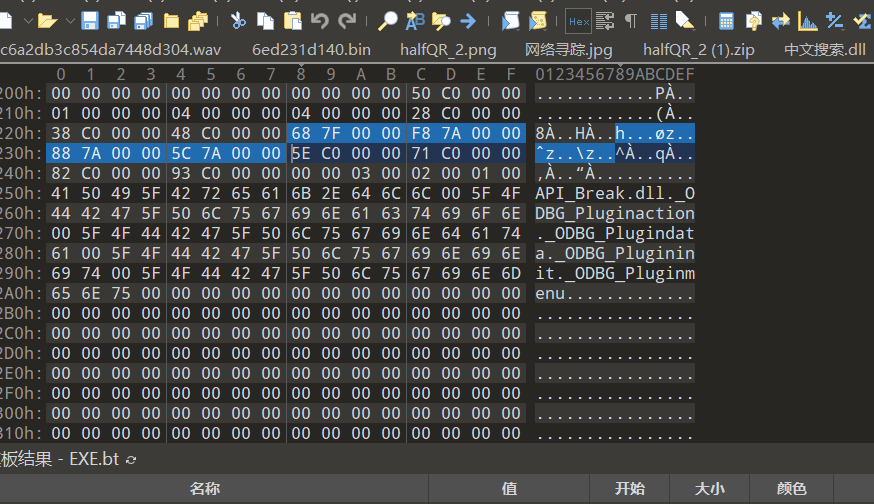 c6a2db3c854da7448d304.wav 6ed231d140.bin halfQR_2.png 网络寻踪.jpg halfQR_2 (1).zip 中文搜索.dll
0 1 2 3 4 5 6 7 8 9 A B C D E F 0123456789ABCDEF
200h: 00 00 00 00 00 00 00 00 00 00 00 00 50 C0 00 00 ............PÀ..
210h: 01 00 00 00 04 00 00 00 04 00 00 00 28 C0 00 00 ............(À..
220h: 38 C0 00 00 48 C0 00 00 68 7F 00 00 F8 7A 00 00 8À..HÀ..h...øz..
230h: 88 7A 00 00 5C 7A 00 00 5E C0 00 00 71 C0 00 00 ˆz..\z..^À..qÀ..
240h: 82 C0 00 00 93 C0 00 00 00 00 03 00 02 00 01 00 ‚À..“À..........
250h: 41 50 49 5F 42 72 65 61 6B 2E 64 6C 6C 00 5F 4F API_Break.dll._O
260h: 44 42 47 5F 50 6C 75 67 69 6E 61 63 74 69 6F 6E DBG_Pluginaction
270h: 00 5F 4F 44 42 47 5F 50 6C 75 67 69 6E 64 61 74 ._ODBG_Plugindat
280h: 61 00 5F 4F 44 42 47 5F 50 6C 75 67 69 6E 69 6E a._ODBG_Pluginin
290h: 69 74 00 5F 4F 44 42 47 5F 50 6C 75 67 69 6E 6D it._ODBG_Pluginm
2A0h: 65 6E 75 00 00 00 00 00 00 00 00 00 00 00 00 00 enu.............
2B0h: 00 00 00 00 00 00 00 00 00 00 00 00 00 00 00 00 ................
2C0h: 00 00 00 00 00 00 00 00 00 00 00 00 00 00 00 00 ................
2D0h: 00 00 00 00 00 00 00 00 00 00 00 00 00 00 00 00 ................
2E0h: 00 00 00 00 00 00 00 00 00 00 00 00 00 00 00 00 ................
2F0h: 00 00 00 00 00 00 00 00 00 00 00 00 00 00 00 00 ................
300h: 00 00 00 00 00 00 00 00 00 00 00 00 00 00 00 00 ................
310h: 00 00 00 00 00 00 00 00 00 00 00 00 00 00 00 00 ................
板结果 - EXE.bt
名称 值 开始 大小 颜色